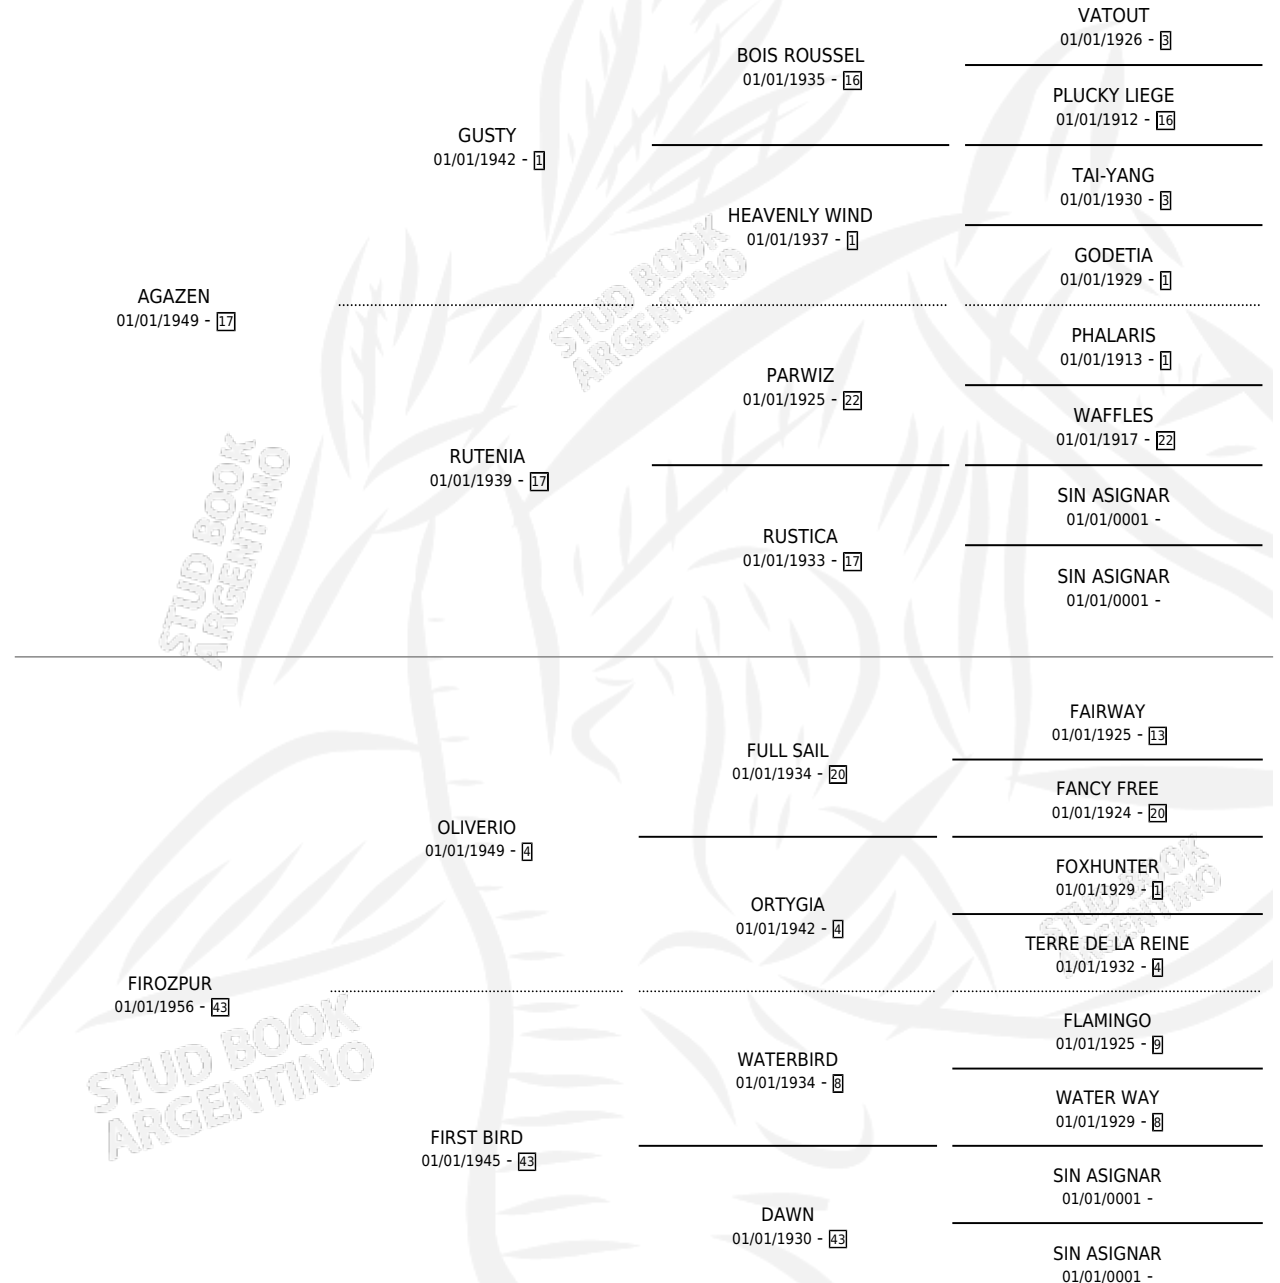 VATOUT
01/01/1926 - 3
BOIS ROUSSEL
01/01/1935 - 16
PLUCKY LIEGE
01/01/1912 - 16
GUSTY
01/01/1942 - 1
TAI-YANG
01/01/1930 - 3
HEAVENLY WIND
01/01/1937 - 1
GODETIA
01/01/1929 - 1
AGAZEN
01/01/1949 - 17
PHALARIS
01/01/1913 - 1
PARWIZ
01/01/1925 - 22
WAFFLES
01/01/1917 - 22
RUTENIA
01/01/1939 - 17
SIN ASIGNAR
01/01/0001 -
RUSTICA
01/01/1933 - 17
SIN ASIGNAR
01/01/0001 -
FAIRWAY
01/01/1925 - 13
FULL SAIL
01/01/1934 - 20
FANCY FREE
01/01/1924 - 20
OLIVERIO
01/01/1949 - 4
FOXHUNTER
01/01/1929 - 1
ORTYGIA
01/01/1942 - 4
TERRE DE LA REINE
01/01/1932 - 4
FIROZPUR
01/01/1956 - 43
FLAMINGO
01/01/1925 - 9
WATERBIRD
01/01/1934 - 8
WATER WAY
01/01/1929 - 8
FIRST BIRD
01/01/1945 - 43
SIN ASIGNAR
01/01/0001 -
DAWN
01/01/1930 - 43
SIN ASIGNAR
01/01/0001 -
STUD BOOK
ARGENTINO
STUD BOOK
ARGENTINO
STUD BOOK
ARGENTINO
STUD BOOK
ARGENTINO